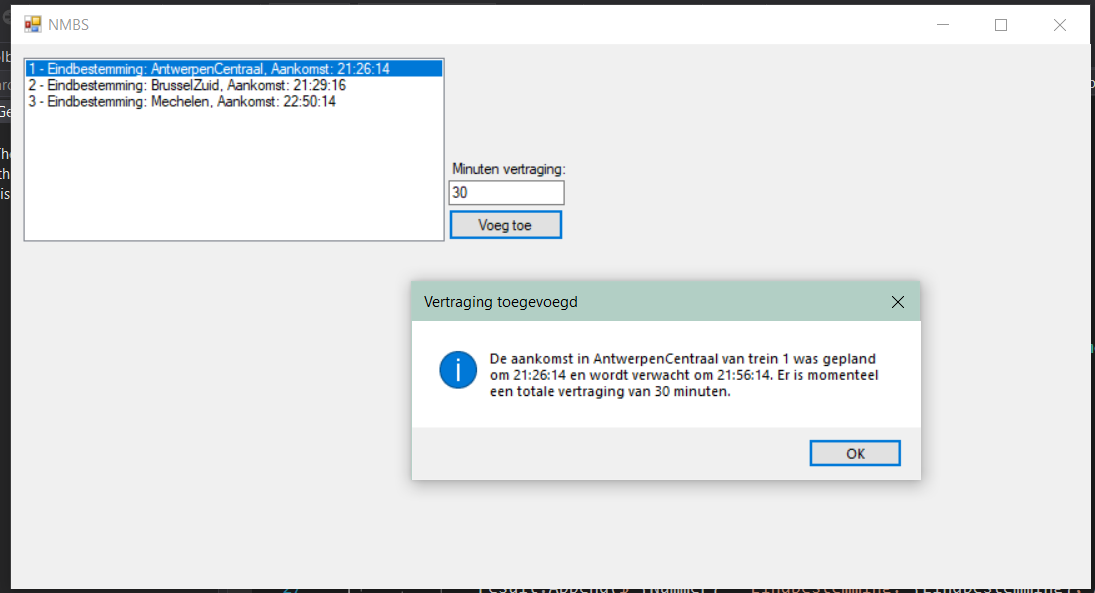 NMBS
1 - Eindbestemming: AntwerpenCentraal, Aankomst: 21:26:14
2 - Eindbestemming: BrusselZuid, Aankomst: 21:29:16
3 - Eindbestemming: Mechelen, Aankomst: 22:50:14
Minuten vertraging:
30
Voeg toe
Vertraging toegevoegd
De aankomst in AntwerpenCentraal van trein 1 was gepland
om 21:26:14 en wordt verwacht om 21:56:14. Er is momenteel
een totale vertraging van 30 minuten.
OK